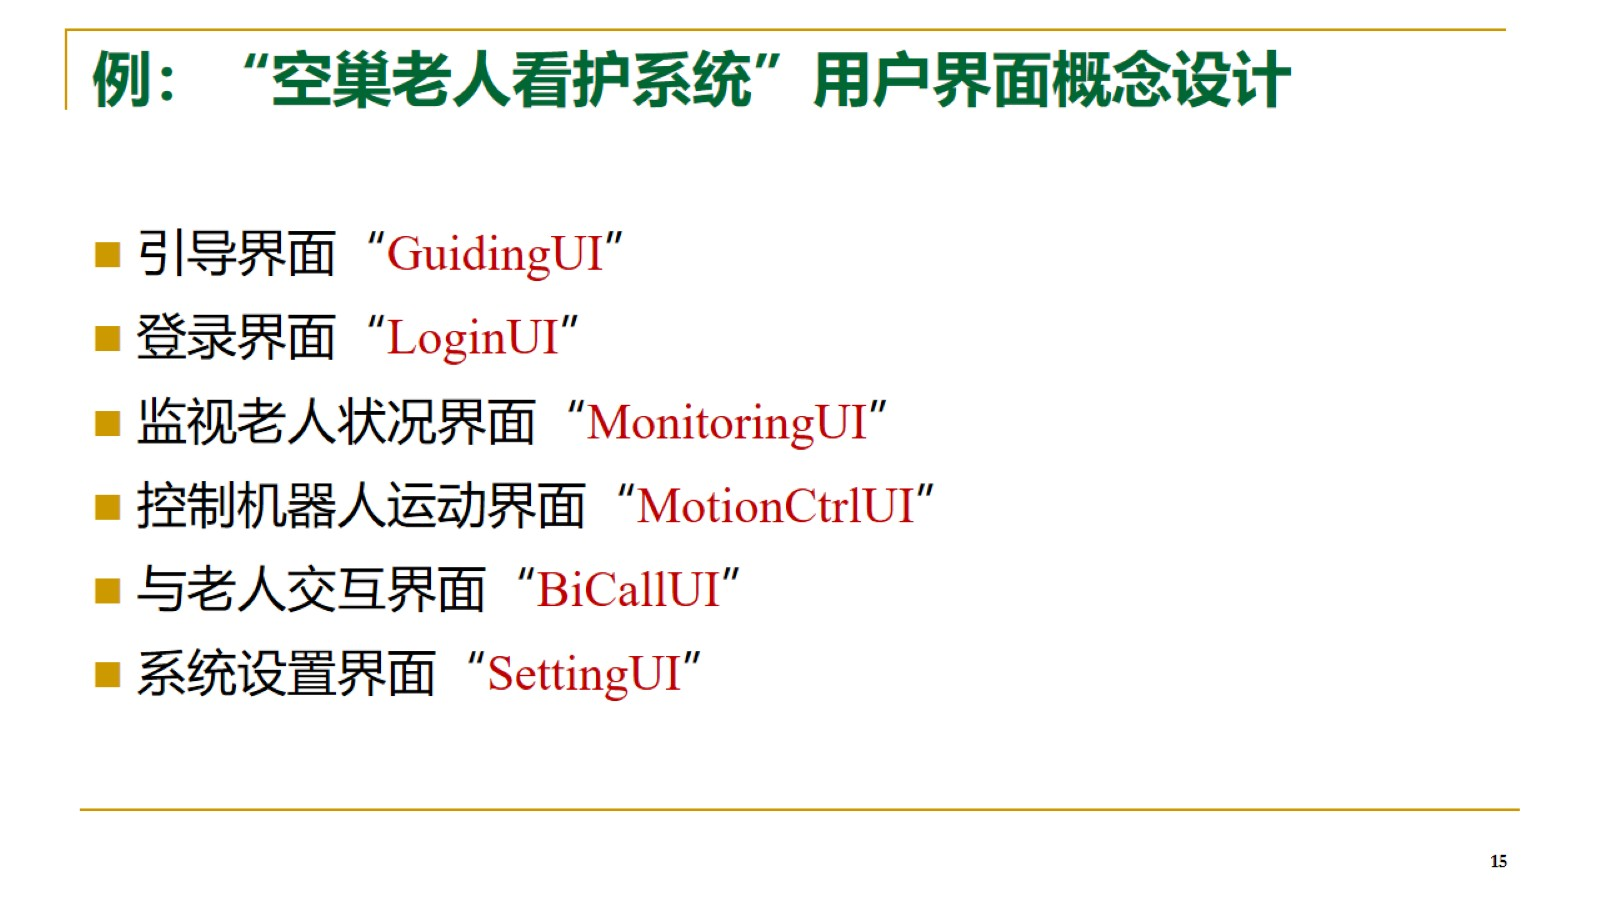 例：“空巢老人看护系统”用户界面概念设计
引导界面“GuidingUI”
登录界面“LoginUI”
监视老人状况界面“MonitoringUI”
控制机器人运动界面“MotionCtrlUI”
与老人交互界面“BiCallUI”
系统设置界面“SettingUI”
15